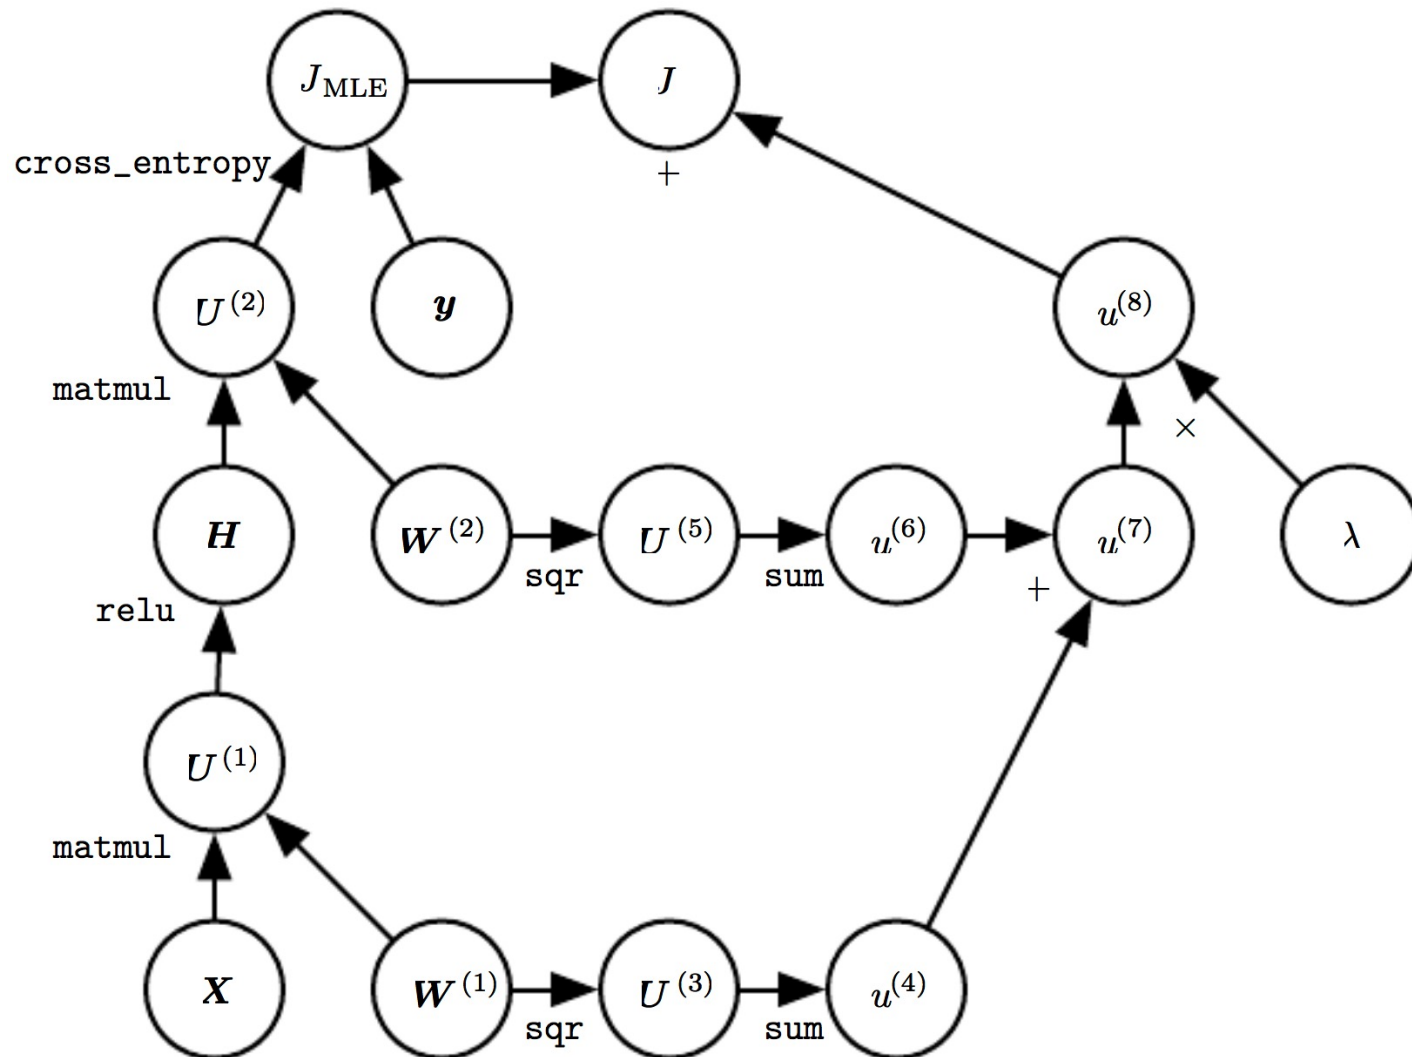 J_MLE
J
cross_entropy
+
U^(2)
y
u^(8)
matmul
×
H
W^(2)
U^(5)
u^(6)
u^(7)
λ
sqr
sum
+
relu
U^(1)
matmul
X
W^(1)
U^(3)
u^(4)
sqr
sum